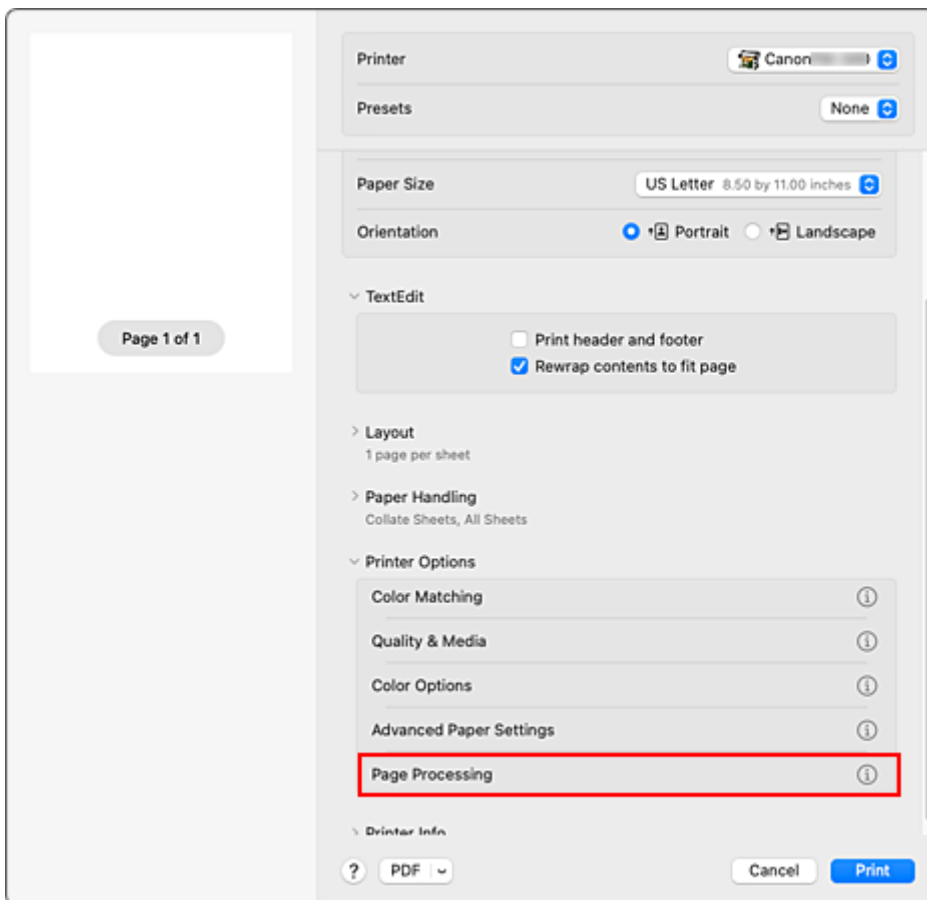 Printer Canon
Presets None
Paper Size US Letter 8.50 by 11.00 inches
Orientation Portrait Landscape
TextEdit
Print header and footer
Page 1 of 1
Rewrap contents to fit page
Layout
1 page per sheet
Paper Handling
Collate Sheets, All Sheets
Printer Options
Color Matching
Quality & Media
Color Options
Advanced Paper Settings
Page Processing
Printer Info
? PDF Cancel Print